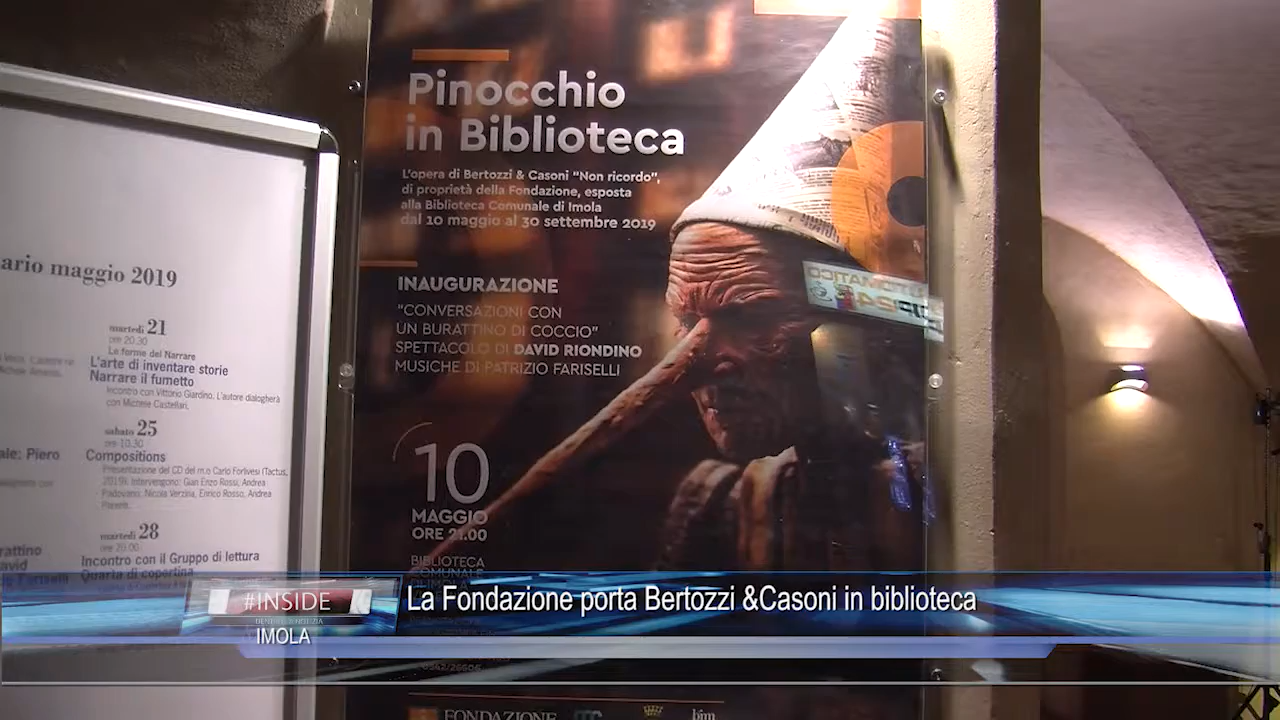 Pinocchio
in Biblioteca
L'opera di Bertozzi & Casoni "Non ricordo",
di proprietà della Fondazione, esposta
alla Biblioteca Comunale di Imola
dal 10 maggio al 30 settembre 2019
INAUGURAZIONE
"CONVERSAZIONI CON
UN BURATTINO DI COCCIO"
SPETTACOLO DI DAVID RIONDINO
MUSICHE DI PATRIZIO FARISELLI
10
MAGGIO
ORE 21.00
BIBLIOTECA
COMUNALE
FONDAZIONE
bim
ario maggio 2019
martedì 21
ore 20.30
Le forme del Narrare
L'arte di inventare storie
Narrare il fumetto
Incontro con Vittorio Giardino. L'autore dialogherà
con Michele Castellari.
sabato 25
ore 10.30
Compositions
Presentazione del CD del m.o Carlo Forlivesi (Tactus,
2019). Intervengono: Gian Enzo Rossi, Andrea
Padovano, Nicola Verzina, Enrico Rosso, Andrea
martedì 28
ore 20.00
Incontro con il Gruppo di lettura
Quarta di copertina
ale: Piero
rattino
avid
#INSIDE
DENTRO LA NOTIZIA
IMOLA
La Fondazione porta Bertozzi &Casoni in biblioteca